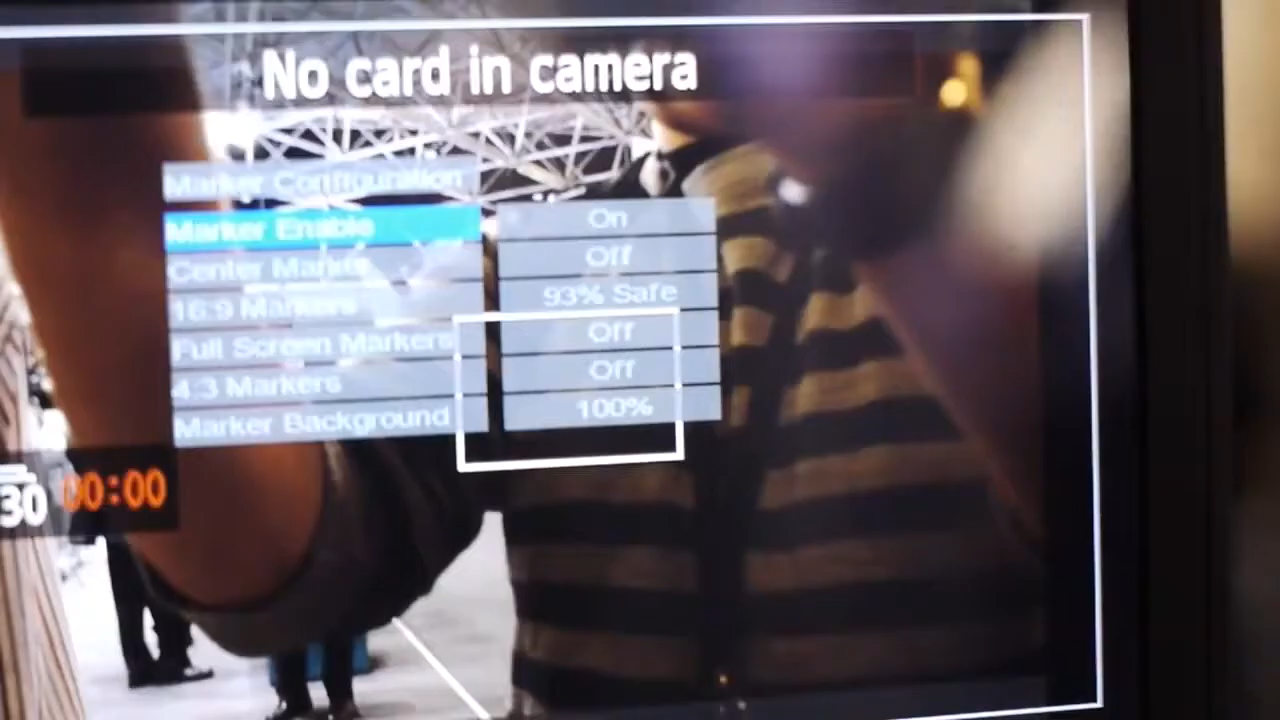 No card in camera
Marker Configuration
Marker Enable On
Center Marker Off
16:9 Markers 93% Safe
Full Screen Markers Off
4:3 Markers Off
Marker Background 100%
30 00:00